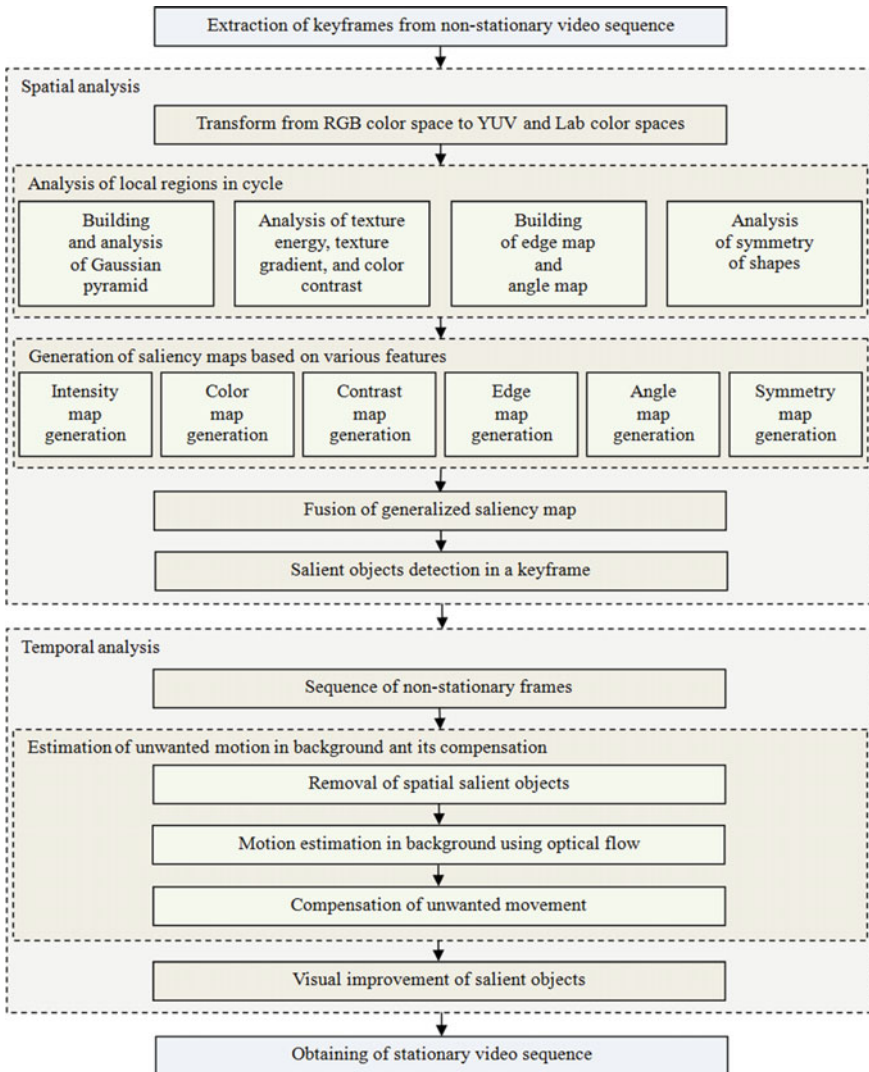 Extraction of keyframes from non-stationary video sequence
Spatial analysis
Transform from RGB color space to YUV and Lab color spaces
Analysis of local regions in cycle
Building
and analysis
of Gaussian
pyramid
Analysis of texture
energy, texture
gradient, and color
contrast
Building
of edge map
and
angle map
Analysis
of symmetry
of shapes
Generation of saliency maps based on various features
Intensity
map
generation
Color
map
generation
Contrast
map
generation
Edge
map
generation
Angle
map
generation
Symmetry
map
generation
Fusion of generalized saliency map
Salient objects detection in a keyframe
Temporal analysis
Sequence of non-stationary frames
Estimation of unwanted motion in background ant its compensation
Removal of spatial salient objects
Motion estimation in background using optical flow
Compensation of unwanted movement
Visual improvement of salient objects
Obtaining of stationary video sequence